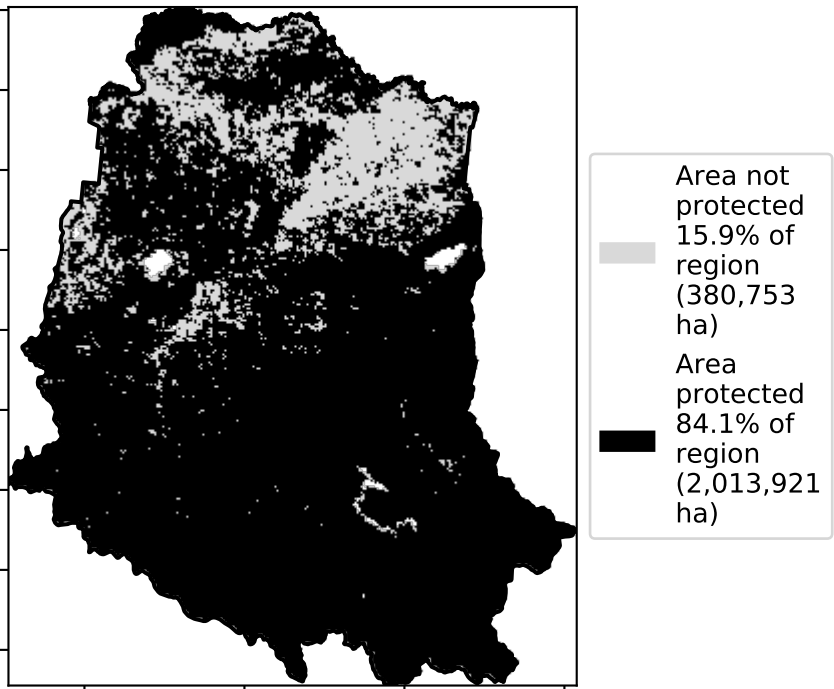 Area not
protected
15.9% of
region
(380,753
ha)
Area
protected
84.1% of
region
(2,013,921
ha)